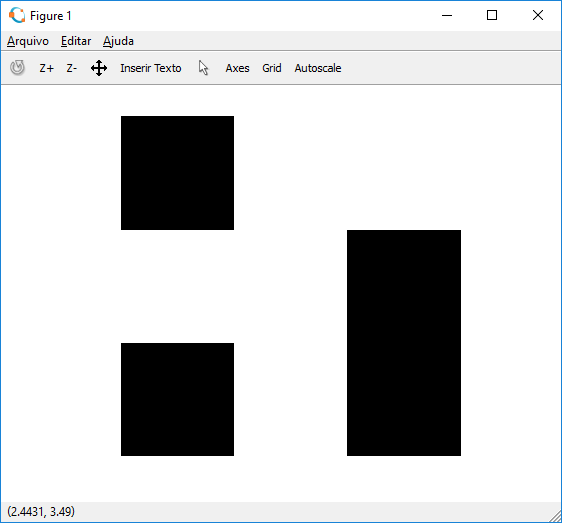 Figure 1
Arquivo Editar Ajuda
Z+ Z- Inserir Texto Axes Grid Autoscale
(2.4431, 3.49)